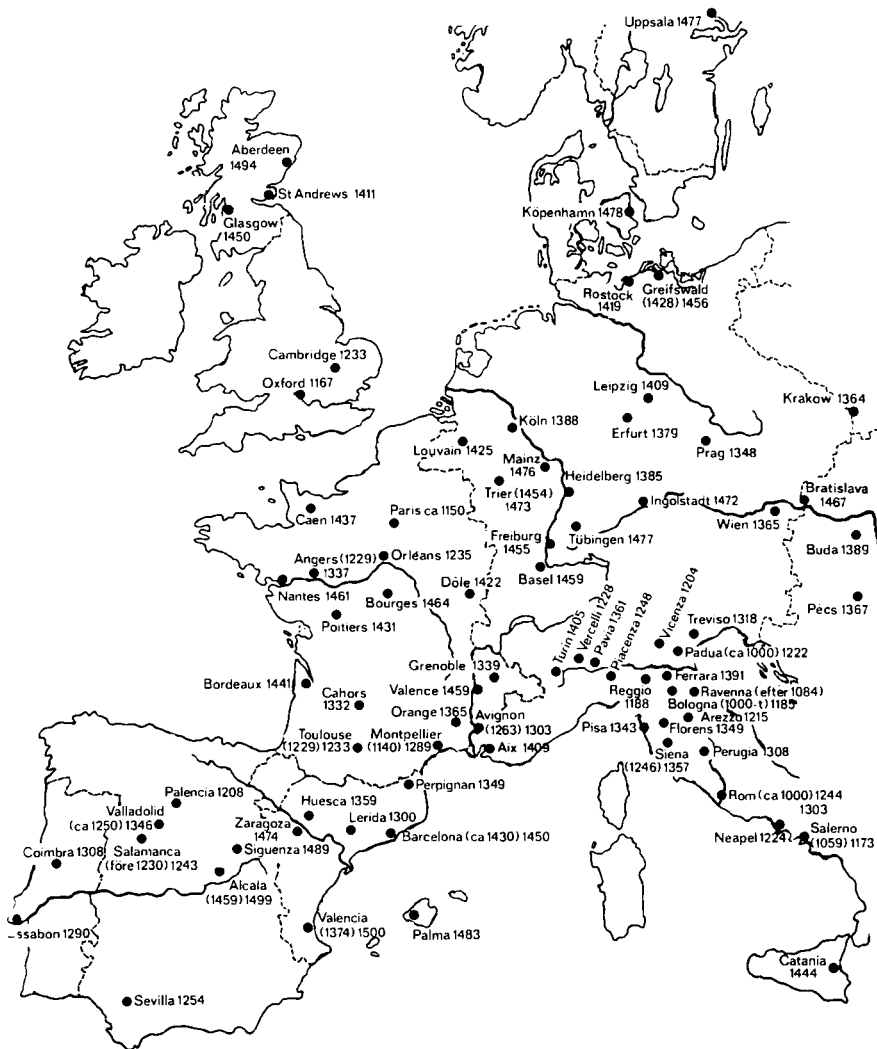 Uppsala 1477
Aberdeen
1494
St Andrews 1411
Glasgow
1450
Köpenhamn 1478
Rostock
1419
Greifswald
(1428) 1456
Cambridge 1233
Oxford 1167
Leipzig 1409
Kraków 1364
Köln 1388
Erfurt 1379
Louvain 1425
Prag 1348
Mainz
1476
Heidelberg 1385
Trier (1454)
1473
Ingolstadt 1472
Bratislava
1467
Caen 1437
Paris ca 1150
Wien 1365
Freiburg
1455
Tübingen 1477
Buda 1389
Angers (1229)
1337
Orléans 1235
Basel 1459
Nantes 1461
Bourges 1464
Dôle 1422
Pécs 1367
Poitiers 1431
Turin 1405
Vercelli 1228
Pavia 1361
Piacenza 1248
Vicenza 1204
Treviso 1318
Padua (ca 1000) 1222
Grenoble
1339
Bordeaux 1441
Valence 1459
Ferrara 1391
Cahors
1332
Reggio
1188
Ravenna (efter 1084)
Bologna (1000-t) 1185
Orange
1365
Avignon
(1263) 1303
Arezzo 1215
Pisa 1343
Florens 1349
Toulouse
(1229) 1233
Montpellier
(1140) 1289
Aix 1409
Siena
(1246) 1357
Perugia 1308
Perpignan 1349
Palencia 1208
Huesca 1359
Rom (ca 1000) 1244
1303
Valladolid
(ca 1250) 1346
Zaragoza
1474
Lerida 1300
Barcelona (ca 1430) 1450
Neapel 1224
Salerno
(1059) 1173
Coimbra 1308
Salamanca
(före 1230) 1243
Siguenza 1489
Alcala
(1459) 1499
ssabon 1290
Valencia
(1374) 1500
Palma 1483
Catania
1444
Sevilla 1254